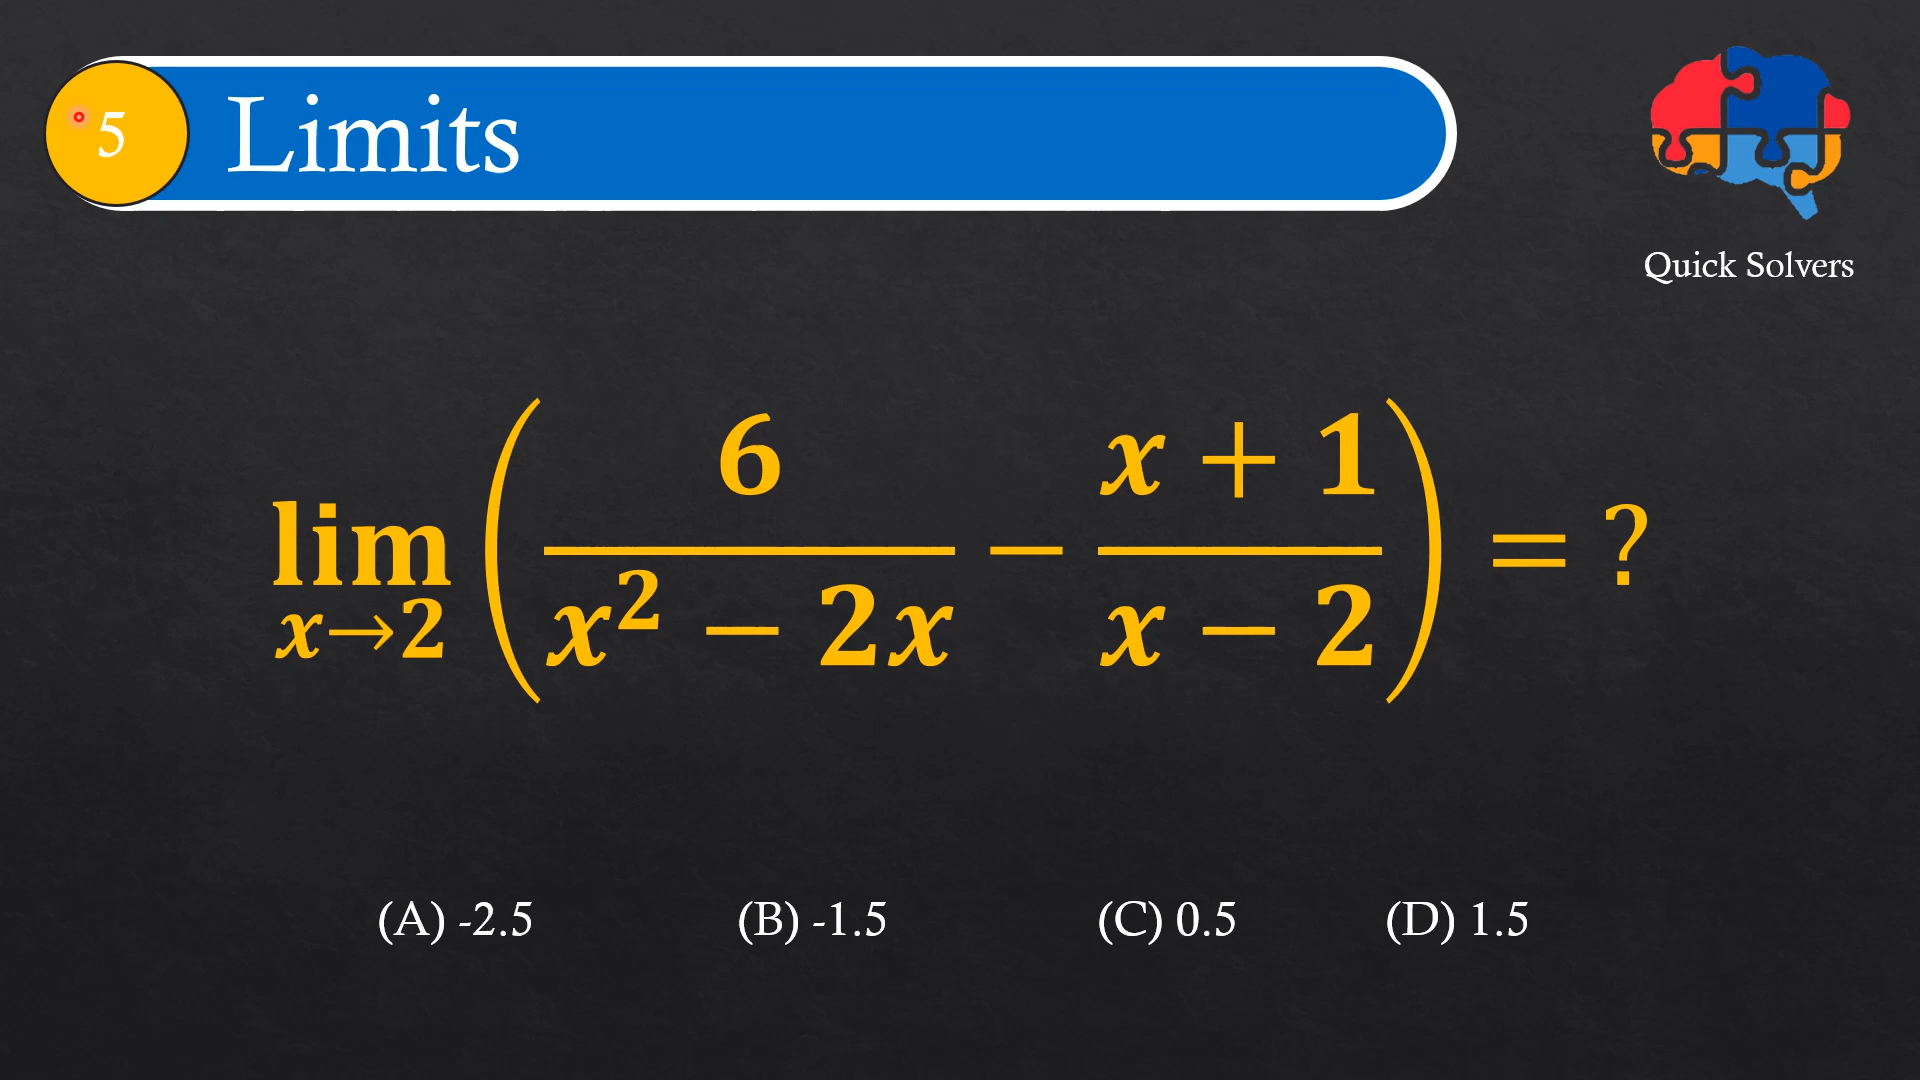 5 Limits
Quick Solvers
lim x→2 (6/(x² − 2x) − (x + 1)/(x − 2)) = ?
(A) -2.5 (B) -1.5 (C) 0.5 (D) 1.5